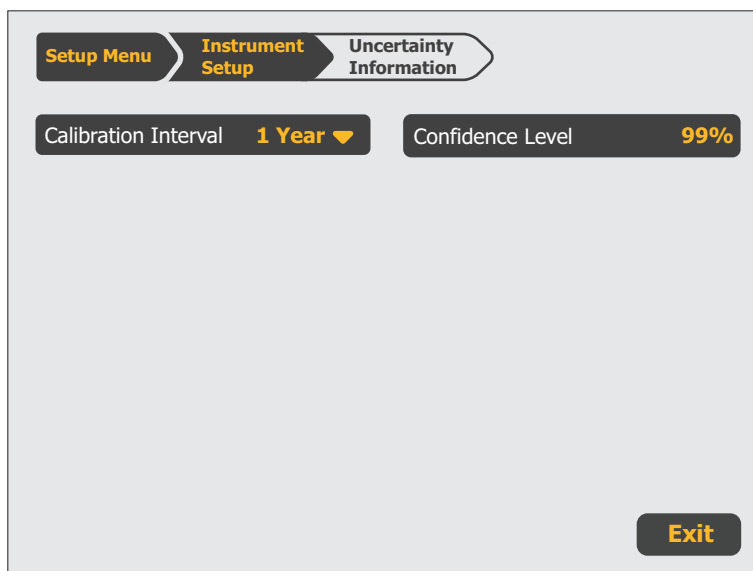 Setup Menu
Instrument
Setup
Uncertainty
Information
Calibration Interval 1 Year
Confidence Level 99%
Exit